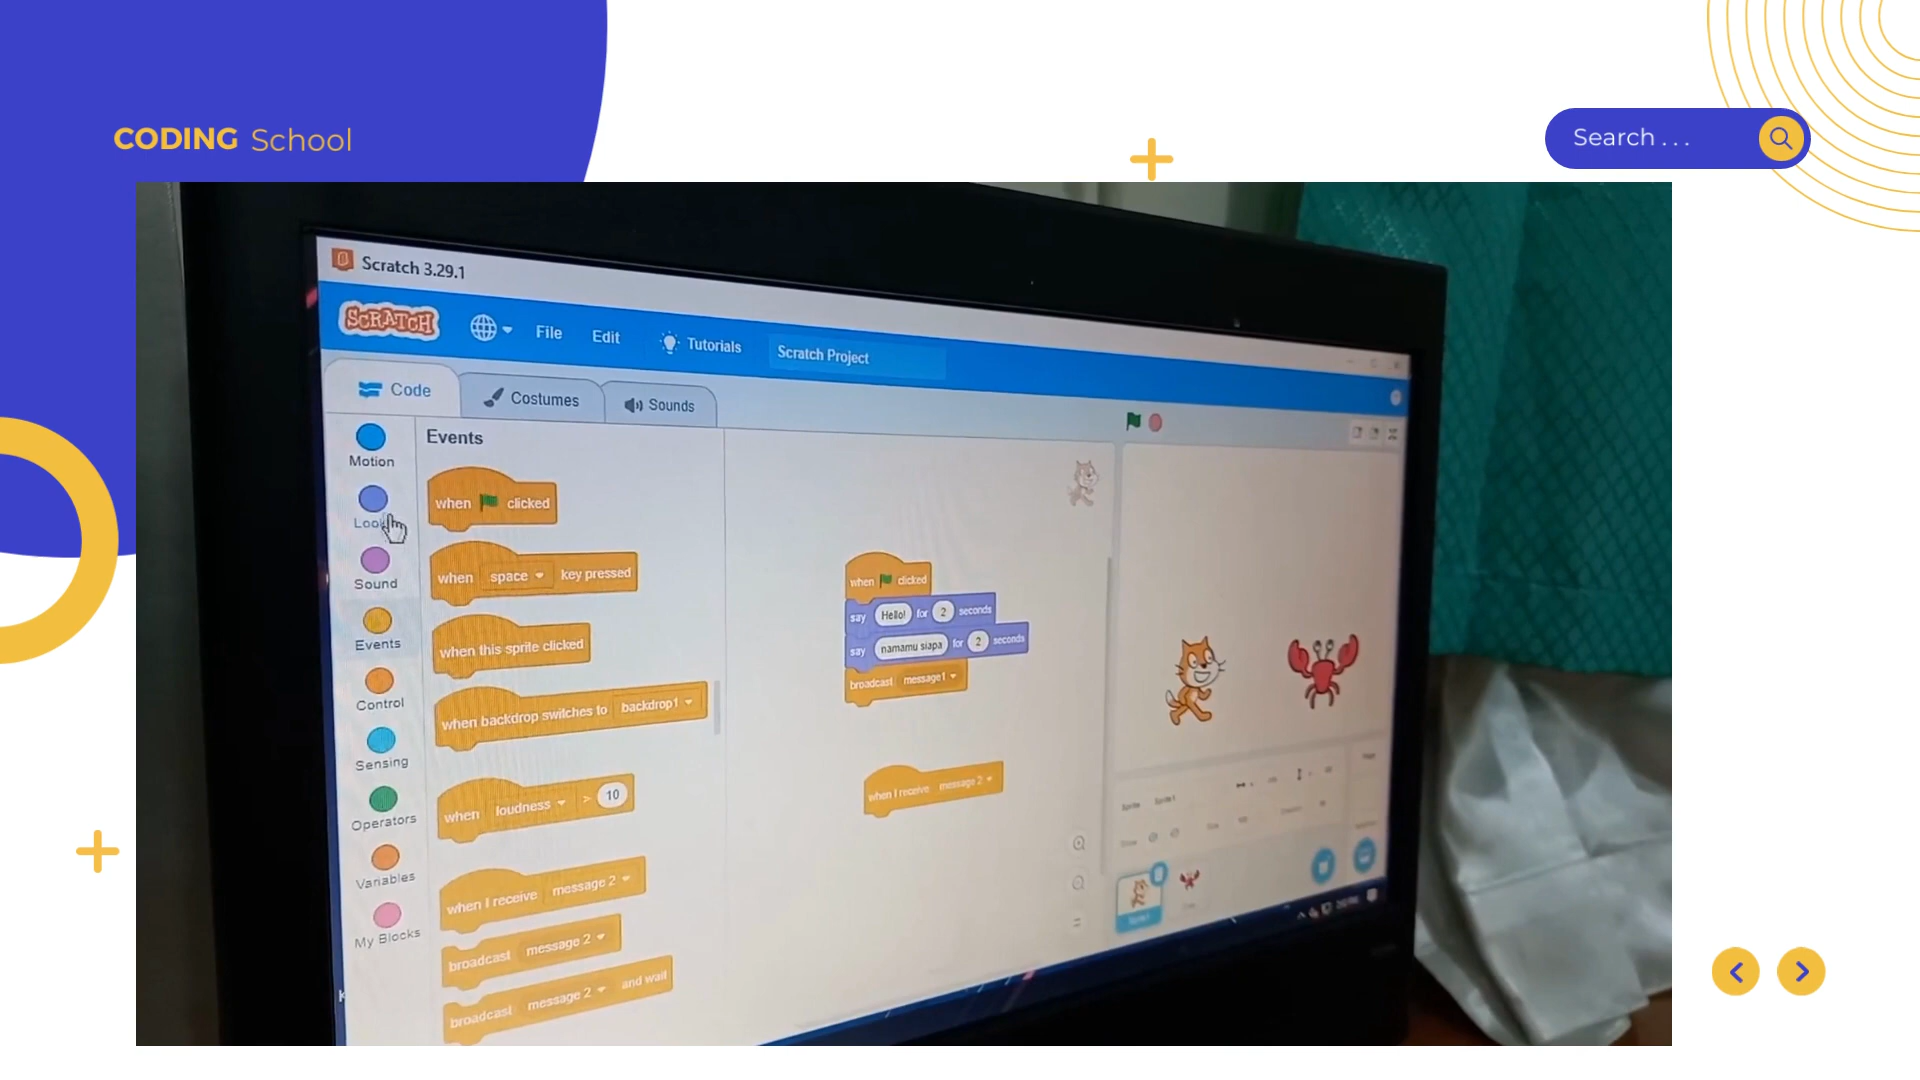 CODING School
Search . . .
Scratch 3.29.1
SCRATCH
File
Edit
Tutorials
Scratch Project
Code
Costumes
Sounds
Motion
Looks
Sound
Events
Control
Sensing
Operators
Variables
My Blocks
Events
when clicked
when space key pressed
when this sprite clicked
when backdrop switches to backdrop1
when loudness > 10
when I receive message 2
broadcast message 2
broadcast message 2 and wait
when clicked
say Hello! for 2 seconds
say namamu siapa for 2 seconds
broadcast message1
when I receive message 2
Sprite